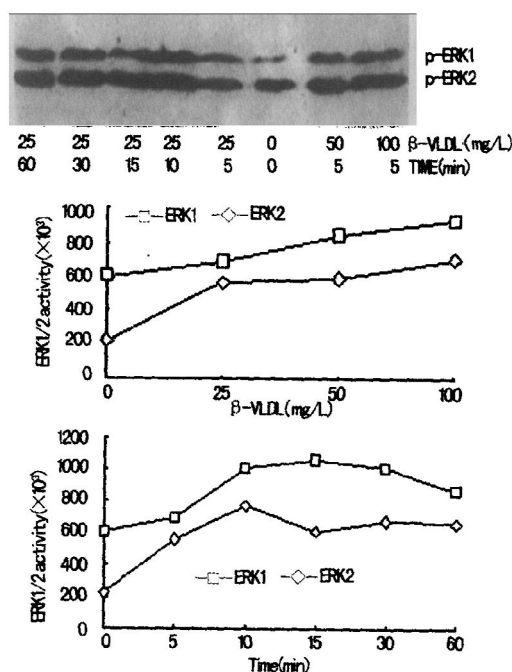 p-ERK1
p-ERK2
25 25 25 25 25 0 50 100 β-VLDL(mg/L)
60 30 15 10 5 0 5 5 TIME(min)
1000
800
600
400
200
0
ERK1/2 activity(×10³)
ERK1 ERK2
0 25 50 100
β-VLDL(mg/L)
1200
1000
800
600
400
200
0
ERK1/2 activity(×10³)
ERK1 ERK2
0 5 10 15 30 60
Time(min)